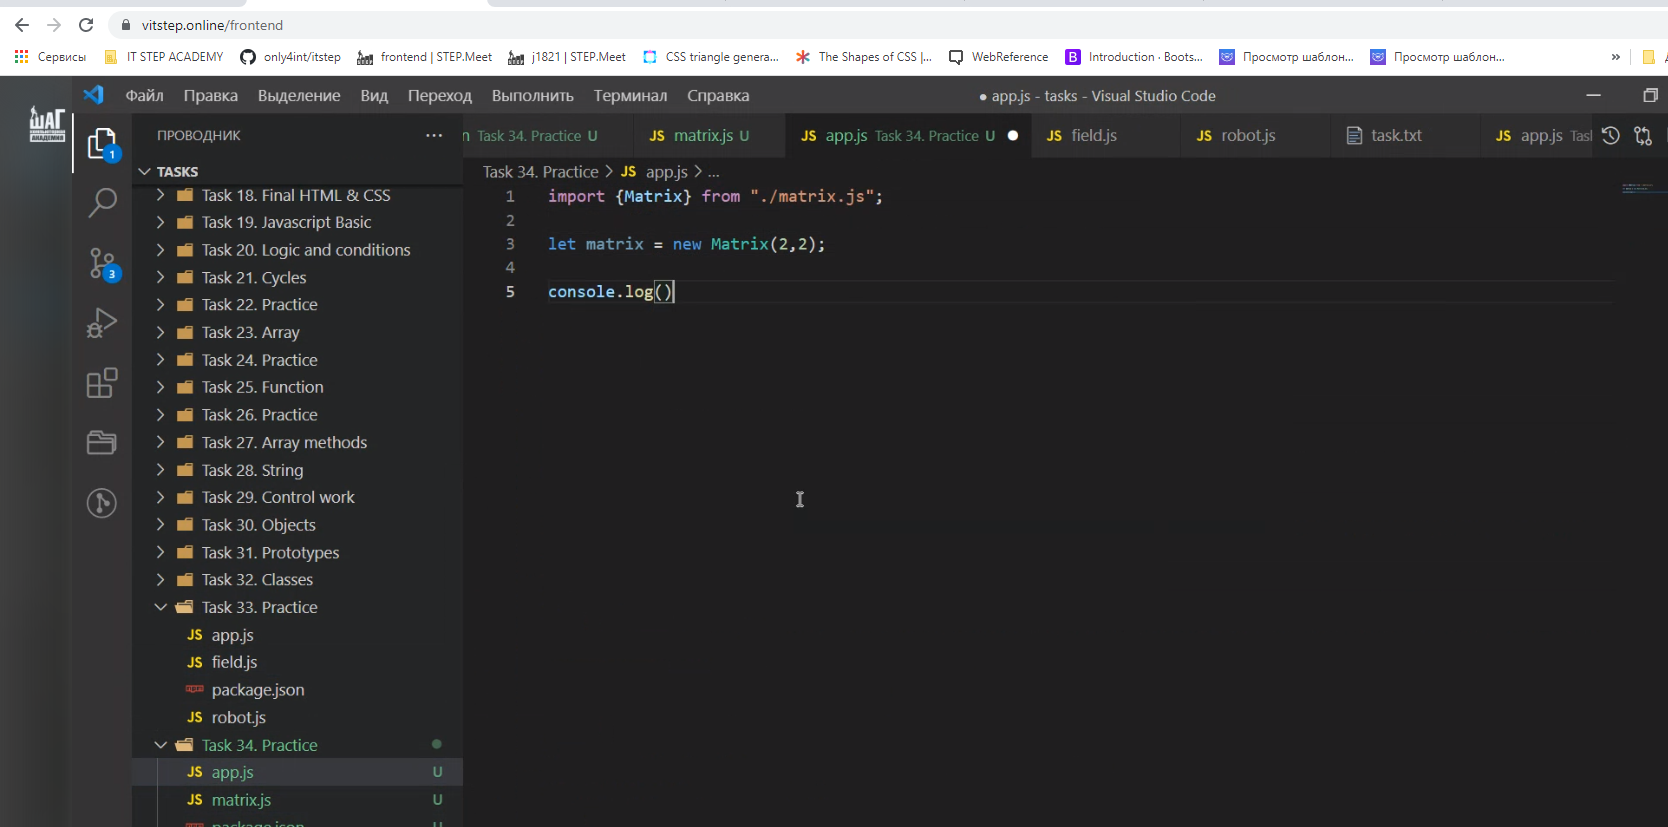 vitstep.online/frontend
Сервисы IT STEP ACADEMY only4int/itstep frontend | STEP.Meet j1821 | STEP.Meet CSS triangle genera... The Shapes of CSS |... WebReference B Introduction · Boots... Просмотр шаблон... Просмотр шаблон... »
ШАГ
Файл Правка Выделение Вид Переход Выполнить Терминал Справка ● app.js - tasks - Visual Studio Code
ПРОВОДНИК ...
n Task 34. Practice U JS matrix.js U JS app.js Task 34. Practice U JS field.js JS robot.js task.txt JS app.js Task
1
TASKS
Task 34. Practice > JS app.js > ...
Task 18. Final HTML & CSS
Task 19. Javascript Basic
Task 20. Logic and conditions
Task 21. Cycles
Task 22. Practice
Task 23. Array
Task 24. Practice
Task 25. Function
Task 26. Practice
Task 27. Array methods
Task 28. String
Task 29. Control work
Task 30. Objects
Task 31. Prototypes
Task 32. Classes
Task 33. Practice
JS app.js
JS field.js
package.json
JS robot.js
Task 34. Practice
JS app.js U
JS matrix.js U
package.json U
3
1 import {Matrix} from "./matrix.js";
2
3 let matrix = new Matrix(2,2);
4
5 console.log()